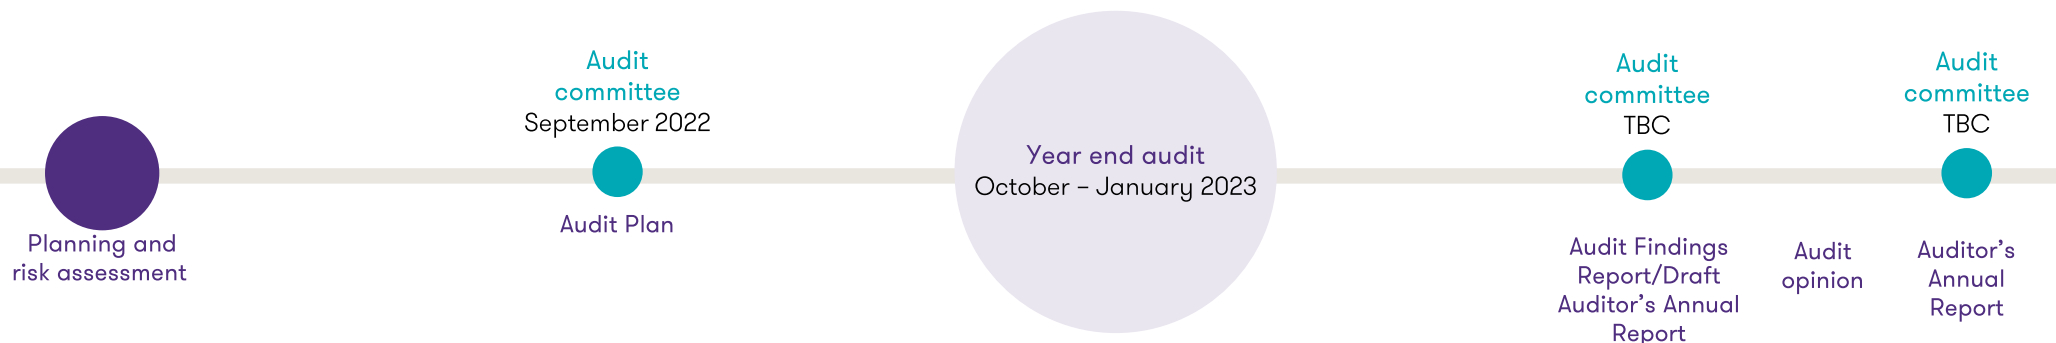 Planning and
risk assessment
Audit
committee
September 2022
Audit Plan
Year end audit
October – January 2023
Audit
committee
TBC
Audit Findings
Report/Draft
Auditor’s Annual
Report
Audit
opinion
Audit
committee
TBC
Auditor’s
Annual
Report